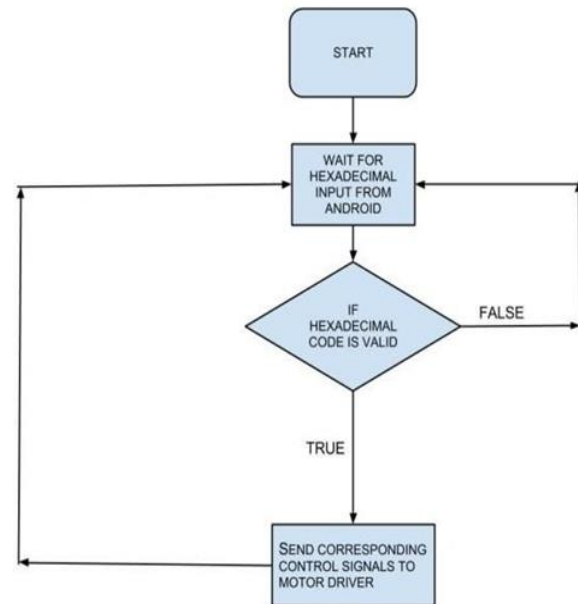 START
WAIT FOR
HEXADECIMAL
INPUT FROM
ANDROID
IF
HEXADECIMAL
CODE IS VALID
FALSE
TRUE
SEND CORRESPONDING
CONTROL SIGNALS TO
MOTOR DRIVER